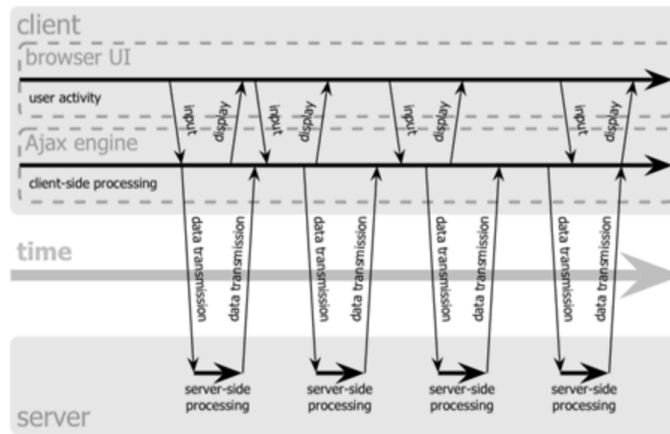 client
browser UI
user activity
input
display
input
display
input
display
input
display
Ajax engine
client-side processing
data transmission
data transmission
data transmission
data transmission
data transmission
data transmission
data transmission
data transmission
time
server-side
processing
server-side
processing
server-side
processing
server-side
processing
server